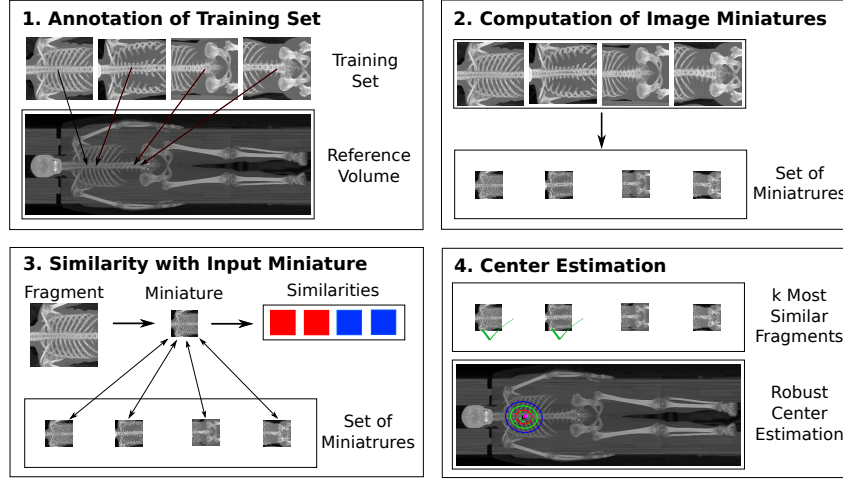 1. Annotation of Training Set
Training
Set
Reference
Volume
2. Computation of Image Miniatures
Set of
Miniatrures
3. Similarity with Input Miniature
Fragment
Miniature
Similarities
Set of
Miniatrures
4. Center Estimation
k Most
Similar
Fragments
Robust
Center
Estimation